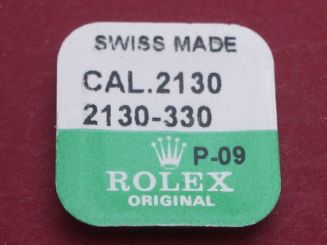 SWISS MADE
CAL.2130
2130-330
P-09
ROLEX
ORIGINAL